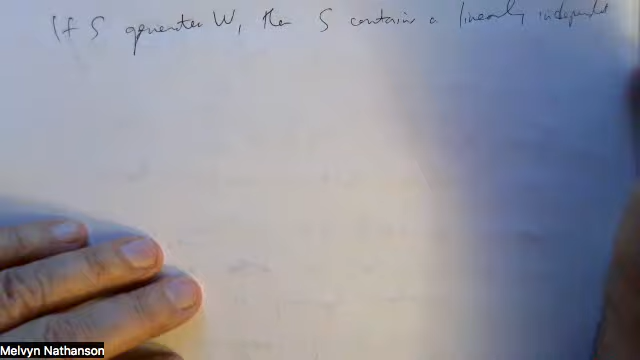 If S generates W, then S contains a linearly independent
Melvyn Nathanson